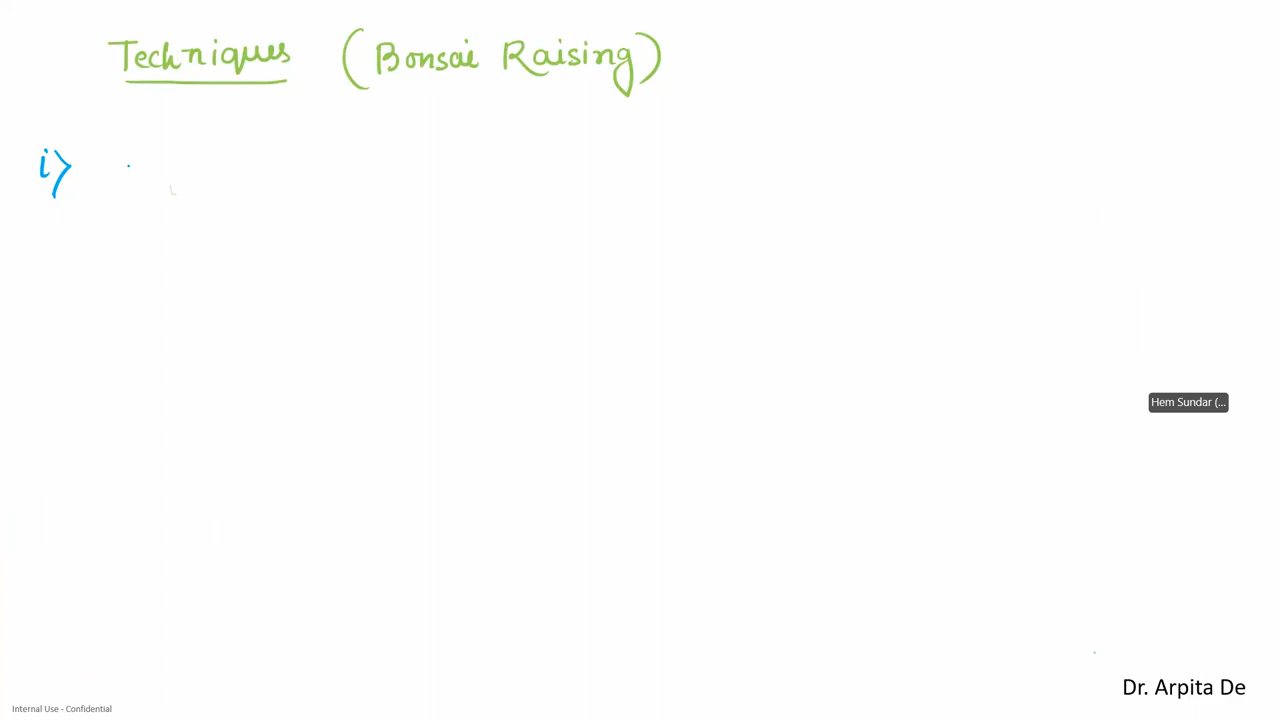 Techniques (Bonsai Raising)
i>
Hem Sundar (...
Dr. Arpita De
Internal Use - Confidential